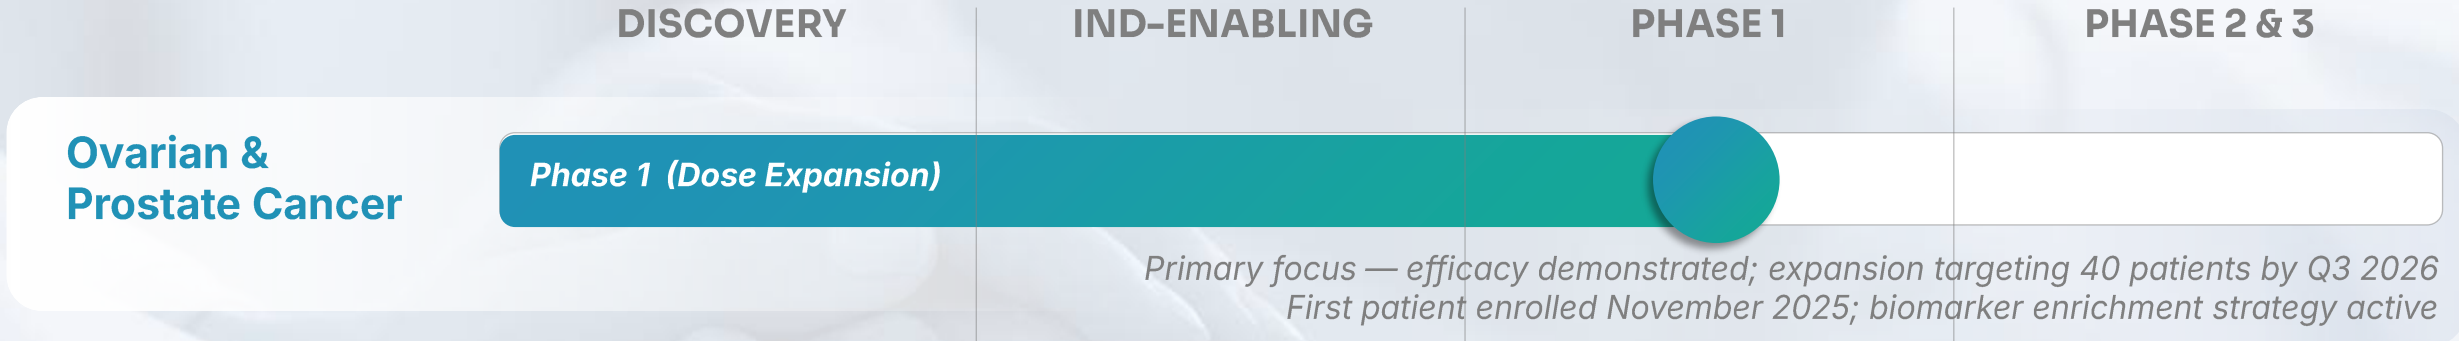 DISCOVERY IND-ENABLING PHASE 1 PHASE 2 & 3
Ovarian &
Prostate Cancer
Phase 1 (Dose Expansion)
Primary focus — efficacy demonstrated; expansion targeting 40 patients by Q3 2026
First patient enrolled November 2025; biomarker enrichment strategy active